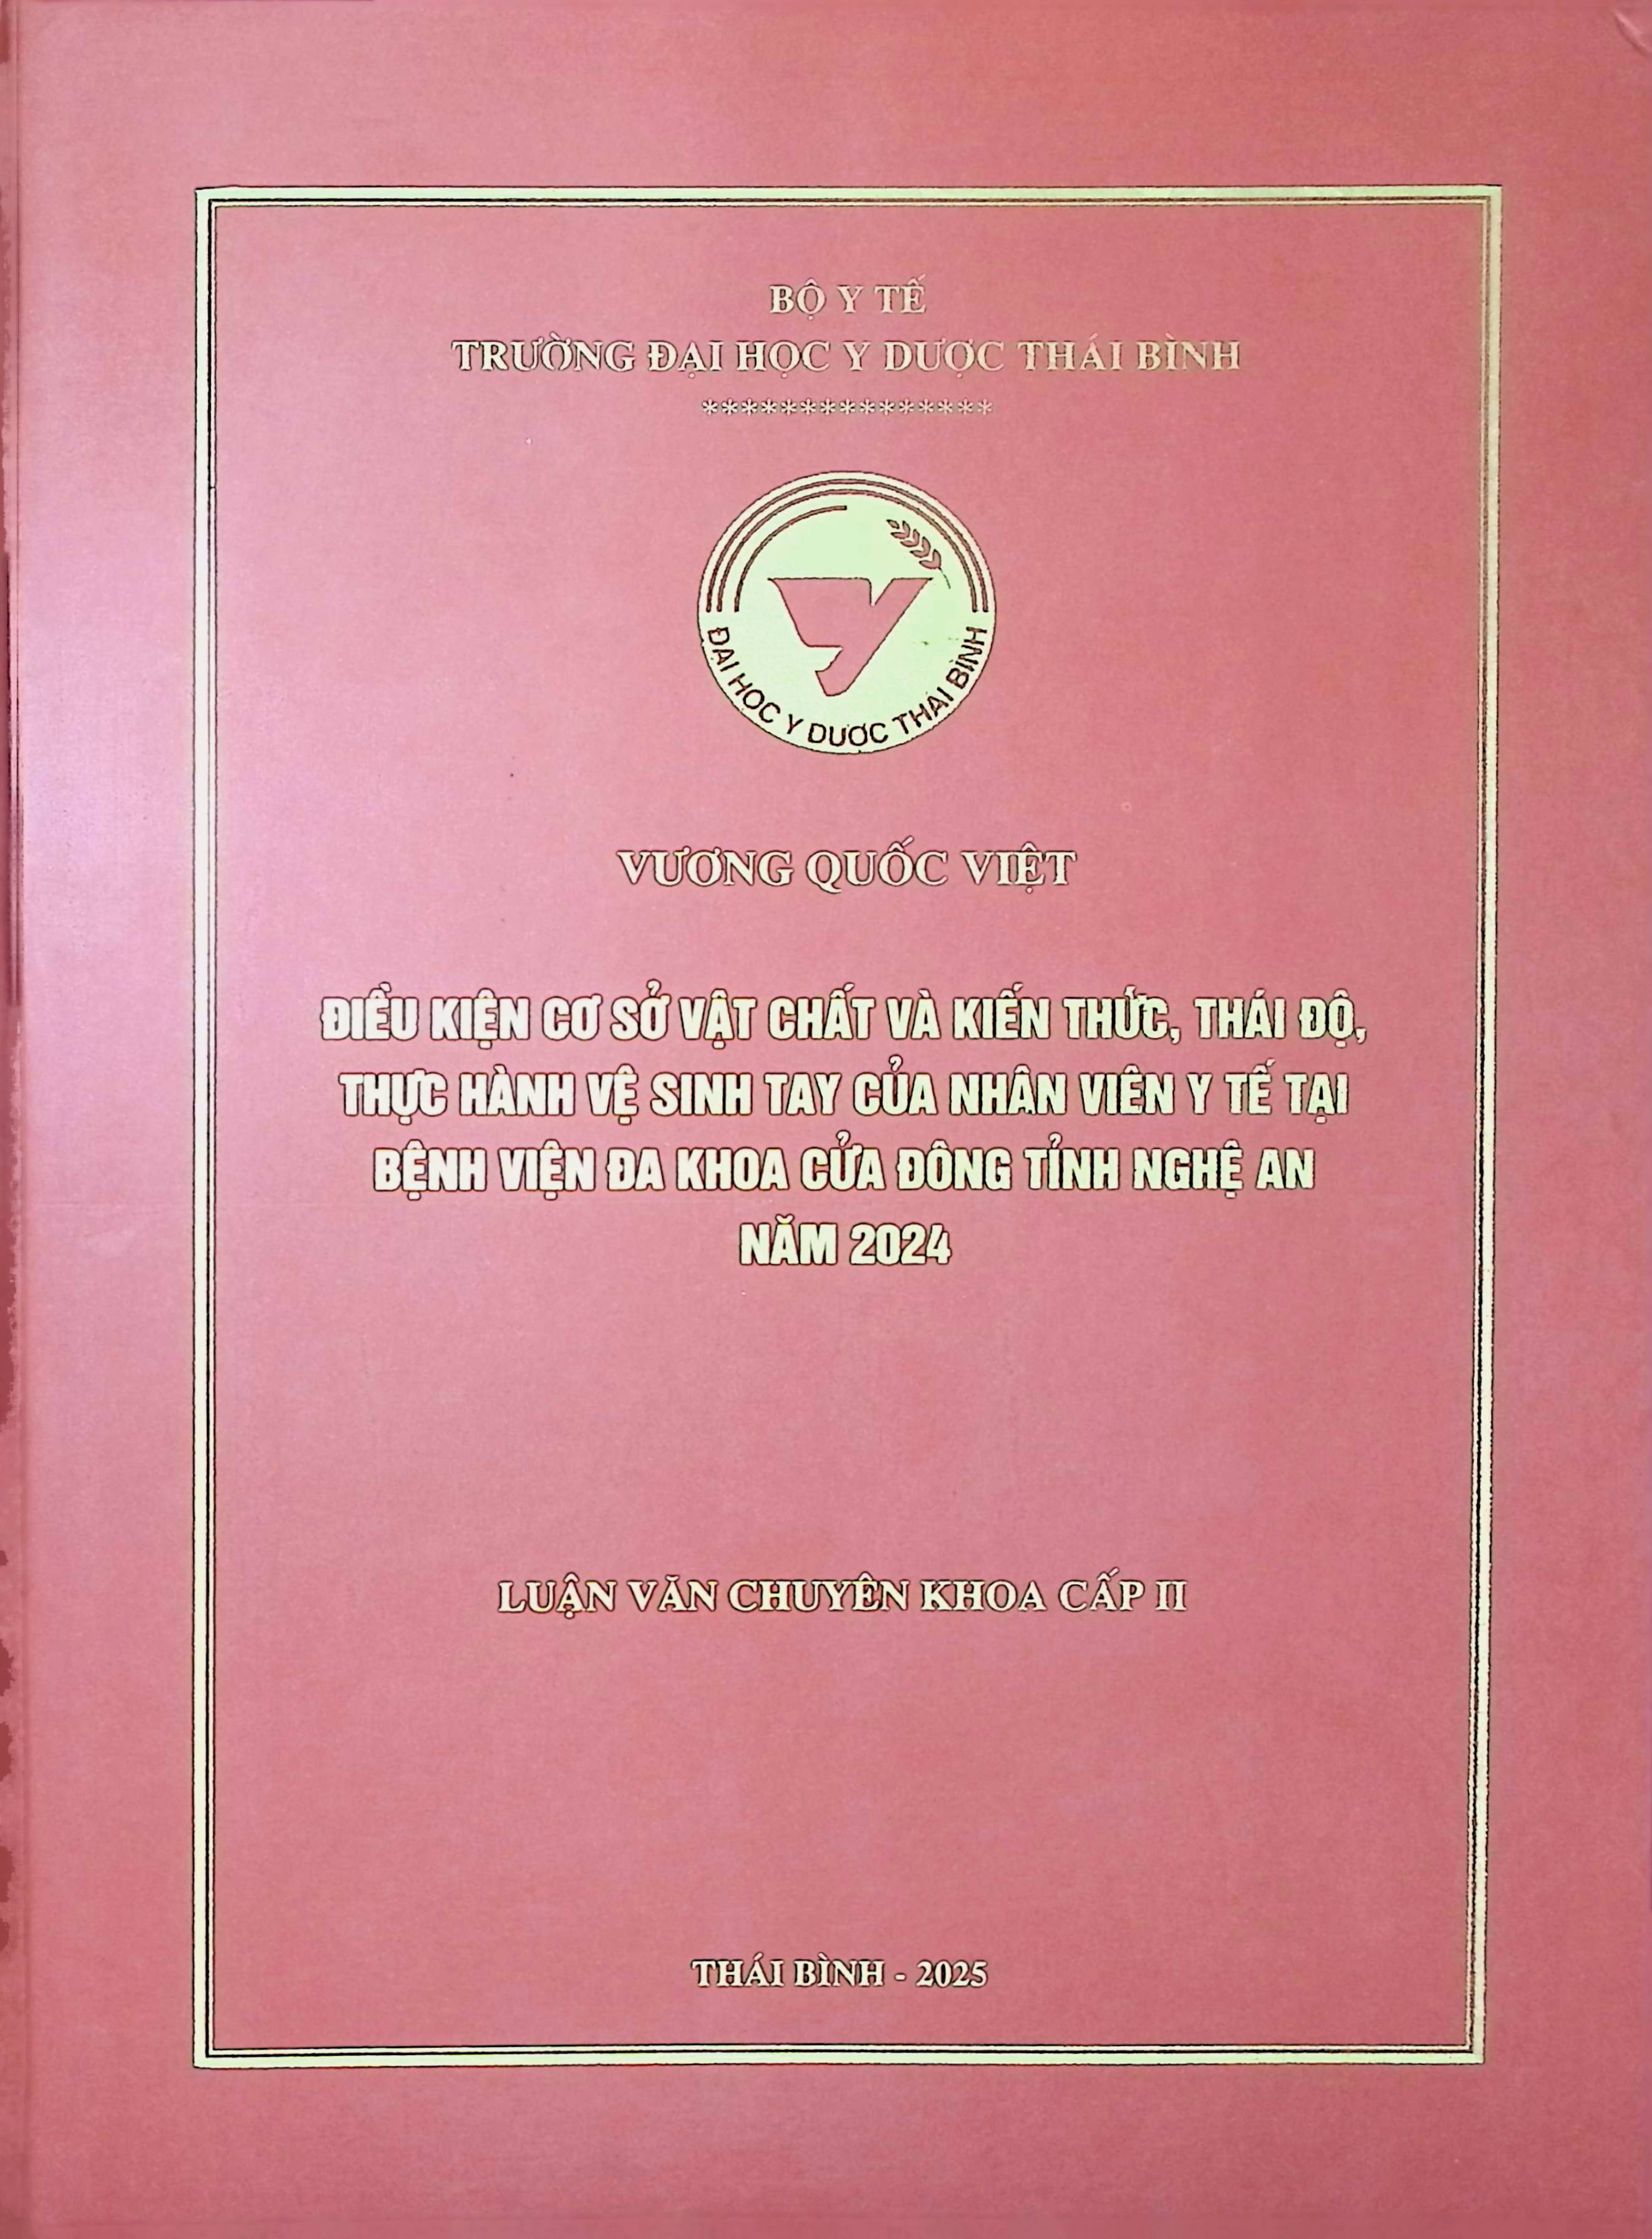 BỘ Y TẾ
TRƯỜNG ĐẠI HỌC Y DƯỢC THÁI BÌNH
***************
ĐẠI HỌC Y DƯỢC THÁI BÌNH
VƯƠNG QUỐC VIỆT
ĐIỀU KIỆN CƠ SỞ VẬT CHẤT VÀ KIẾN THỨC, THÁI ĐỘ,
THỰC HÀNH VỆ SINH TAY CỦA NHÂN VIÊN Y TẾ TẠI
BỆNH VIỆN ĐA KHOA CỬA ĐÔNG TỈNH NGHỆ AN
NĂM 2024
LUẬN VĂN CHUYÊN KHOA CẤP II
THÁI BÌNH - 2025